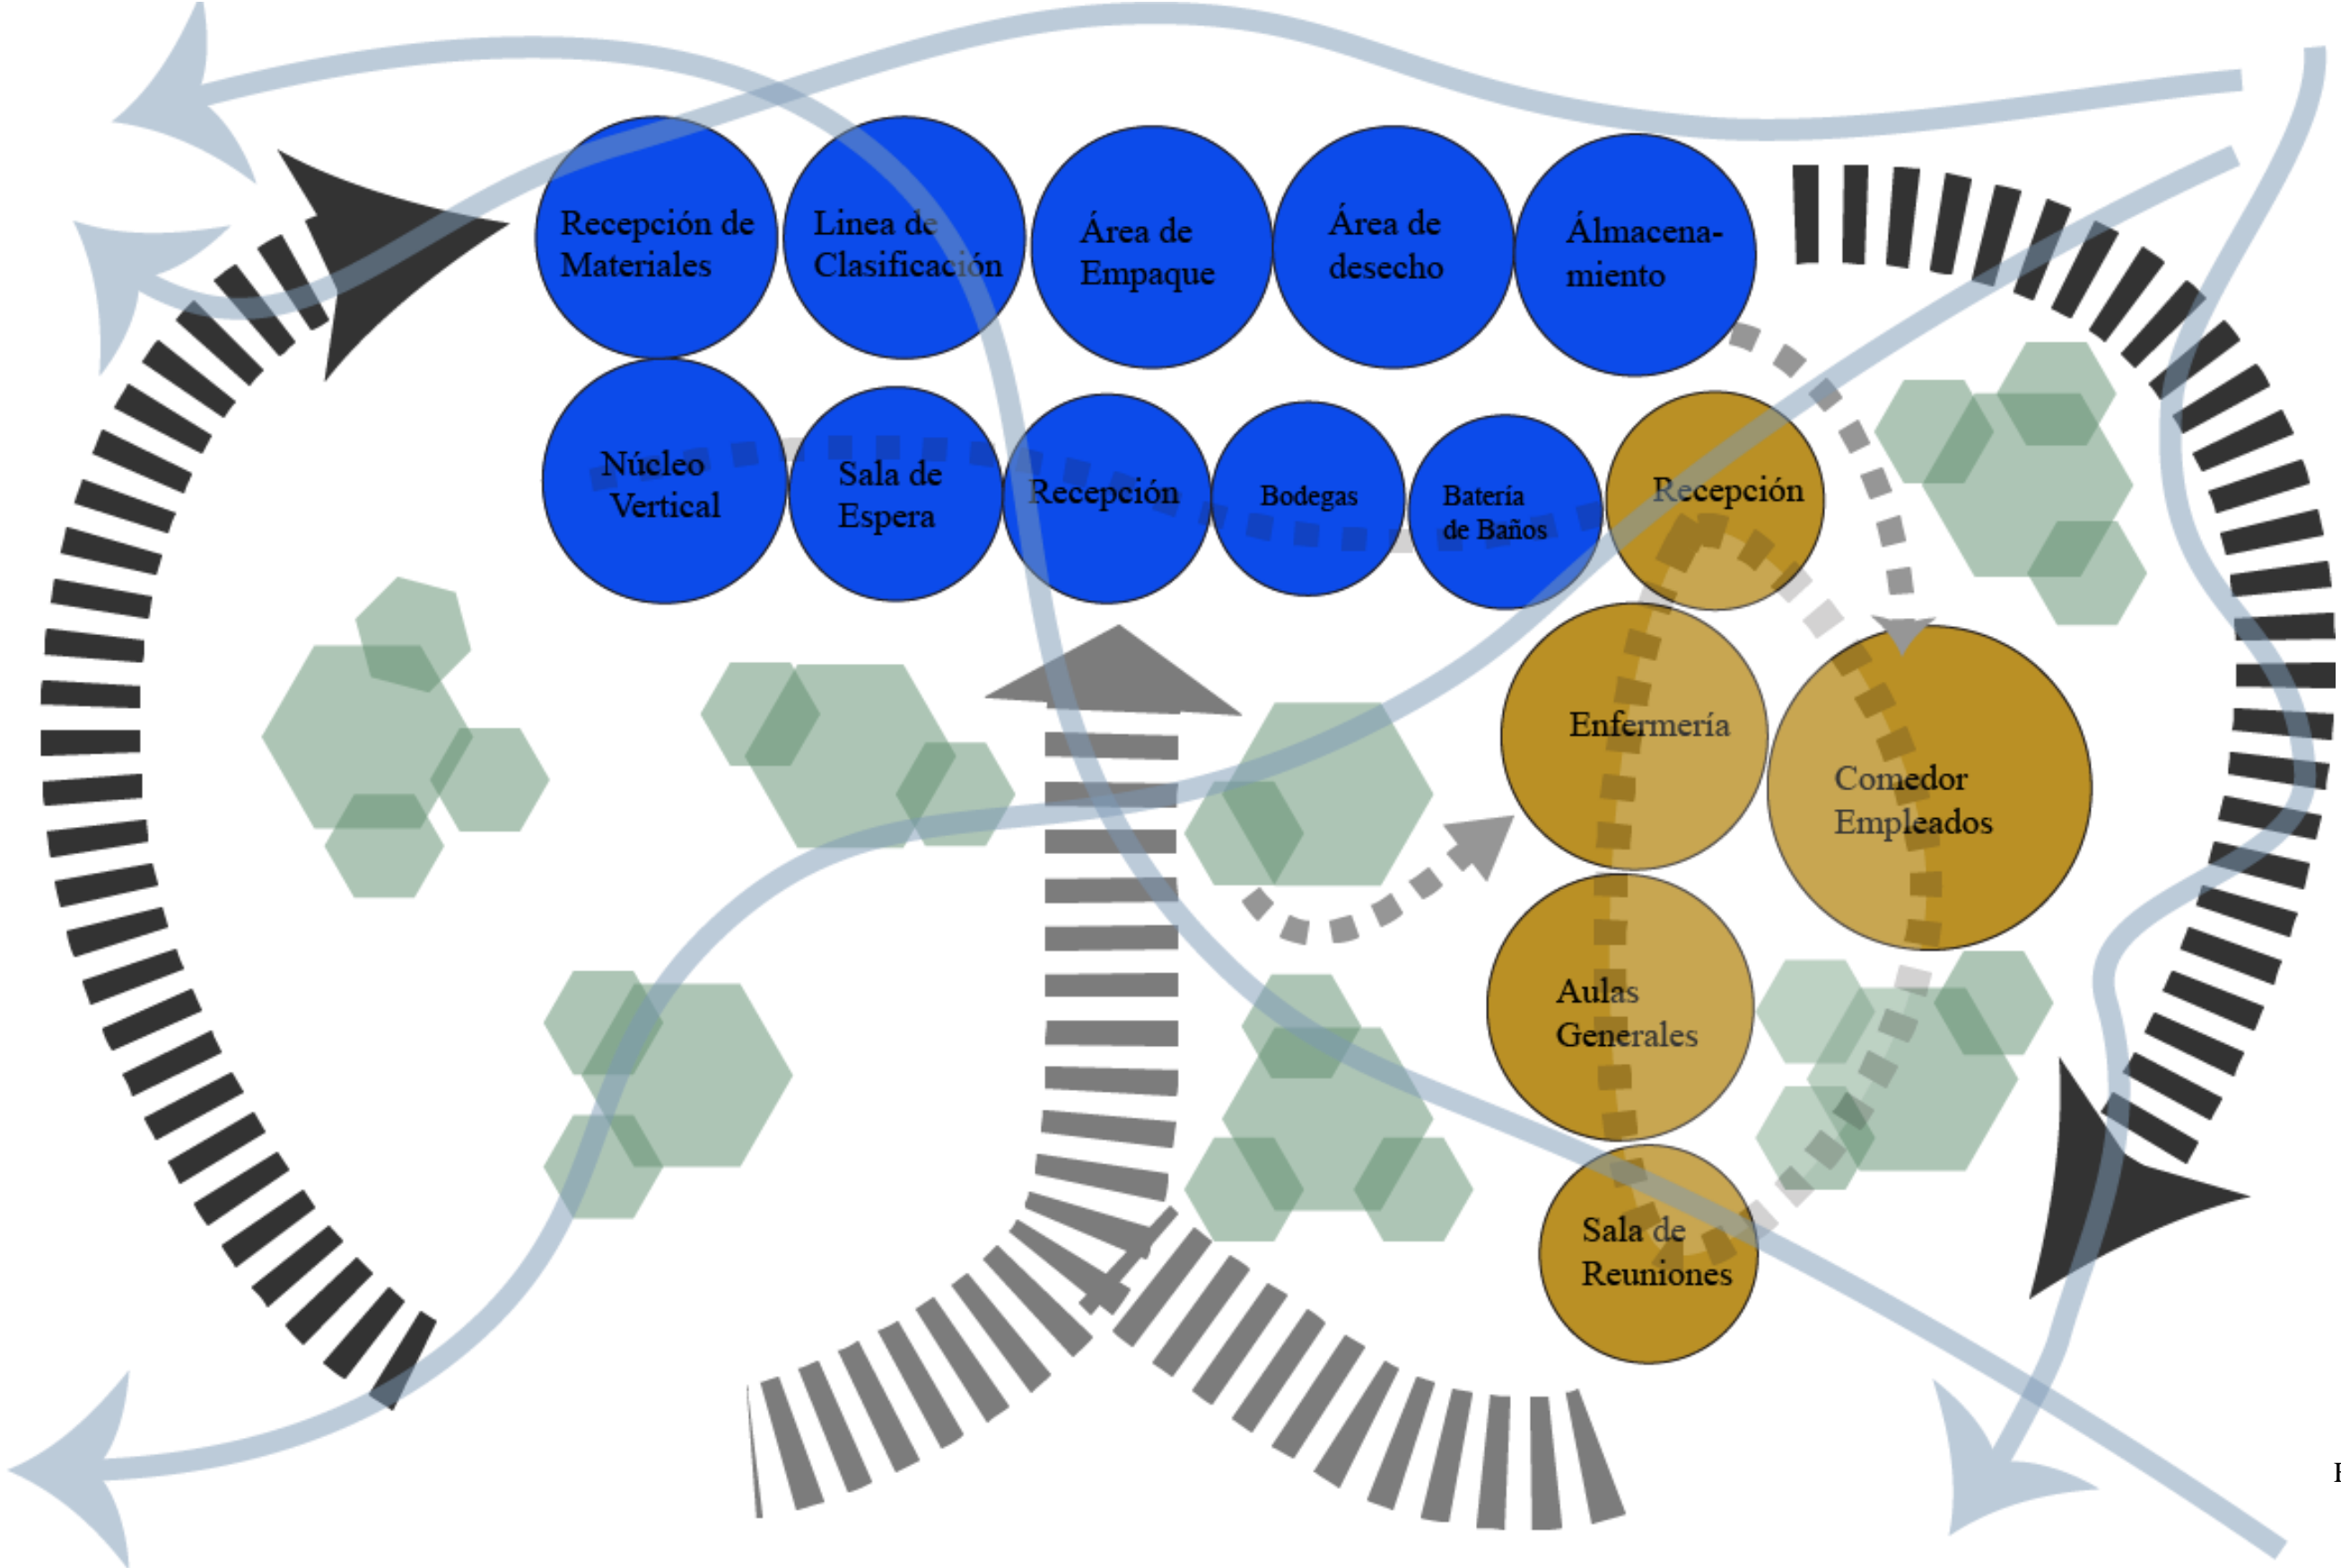 Recepción de
Materiales
Linea de
Clasificación
Área de
Empaque
Área de
desecho
Álmacena-
miento
Núcleo
Vertical
Sala de
Espera
Recepción
Bodegas
Batería
de Baños
Recepción
Enfermería
Comedor
Empleados
Aulas
Generales
Sala de
Reuniones